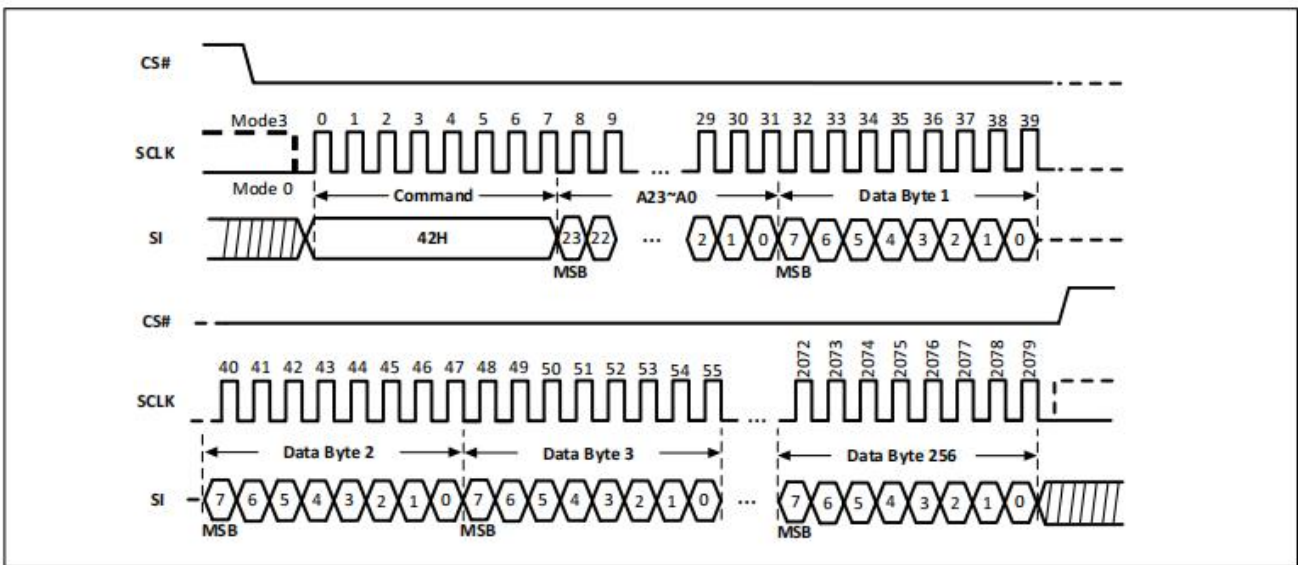 CS#
Mode3 0 1 2 3 4 5 6 7 8 9 29 30 31 32 33 34 35 36 37 38 39
SCLK ...
Mode 0 Command A23~A0 Data Byte 1
SI 42H 23 22 ... 2 1 0 7 6 5 4 3 2 1 0
MSB MSB
CS#
40 41 42 43 44 45 46 47 48 49 50 51 52 53 54 55 2072 2073 2074 2075 2076 2077 2078 2079
SCLK ...
Data Byte 2 Data Byte 3 Data Byte 256
SI 7 6 5 4 3 2 1 0 7 6 5 4 3 2 1 0 ... 7 6 5 4 3 2 1 0
MSB MSB MSB